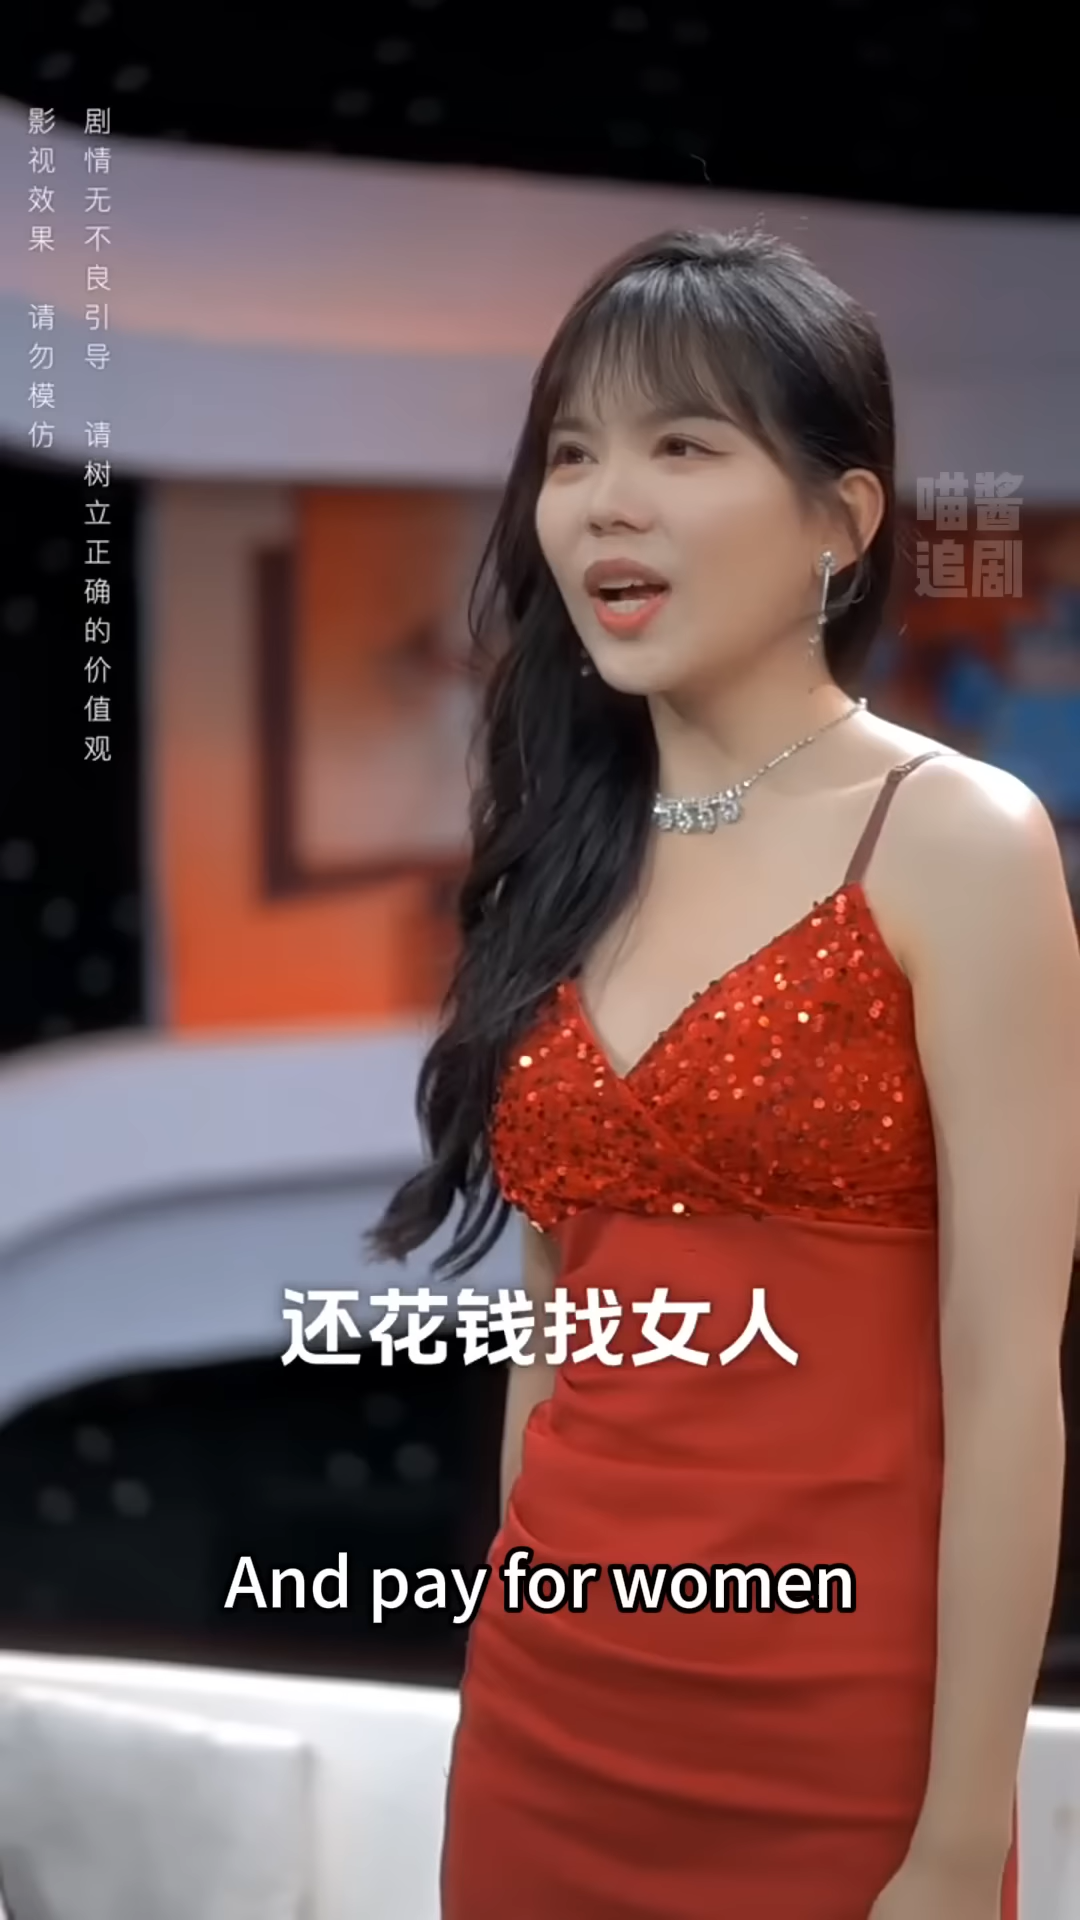 剧情无不良引导 请树立正确的价值观
影视效果 请勿模仿
喵酱
追剧
还花钱找女人
And pay for women